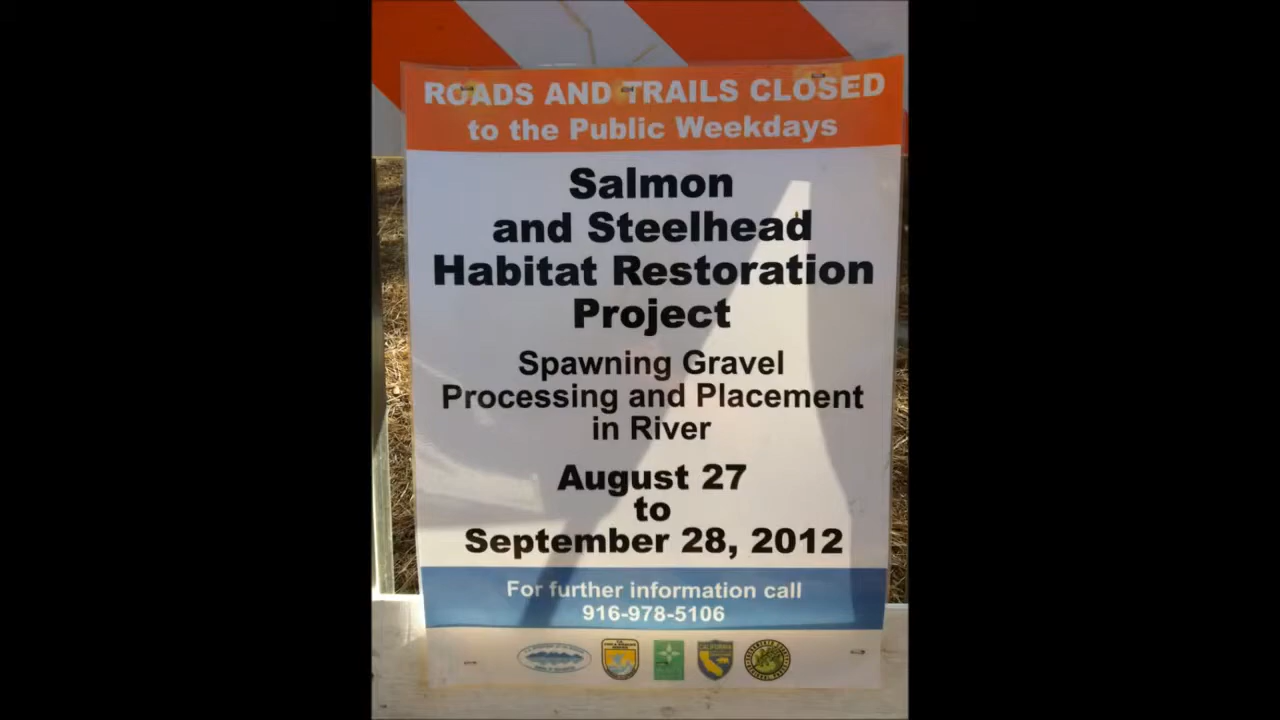 ROADS AND TRAILS CLOSED
to the Public Weekdays
Salmon
and Steelhead
Habitat Restoration
Project
Spawning Gravel
Processing and Placement
in River
August 27
to
September 28, 2012
For further information call
916-978-5106
CALIFORNIA